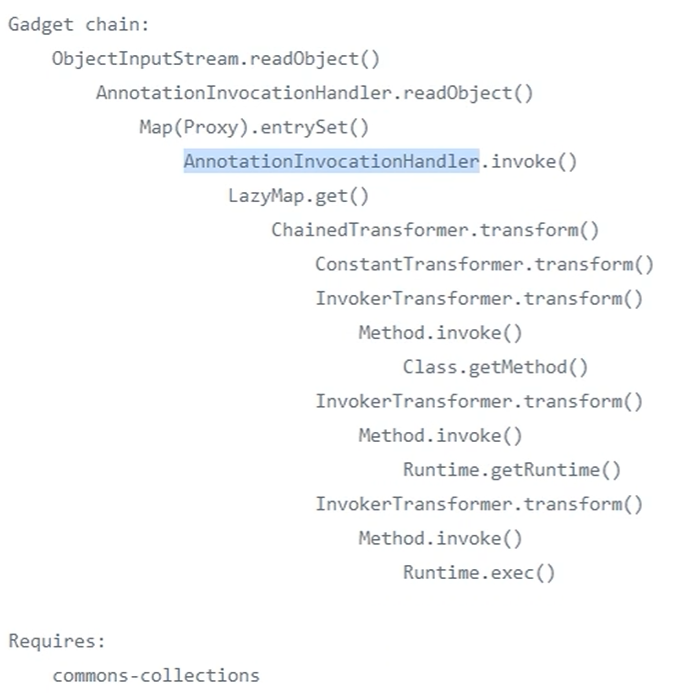 Gadget chain:
ObjectInputStream.readObject()
AnnotationInvocationHandler.readObject()
Map(Proxy).entrySet()
AnnotationInvocationHandler.invoke()
LazyMap.get()
ChainedTransformer.transform()
ConstantTransformer.transform()
InvokerTransformer.transform()
Method.invoke()
Class.getMethod()
InvokerTransformer.transform()
Method.invoke()
Runtime.getRuntime()
InvokerTransformer.transform()
Method.invoke()
Runtime.exec()
Requires:
commons-collections